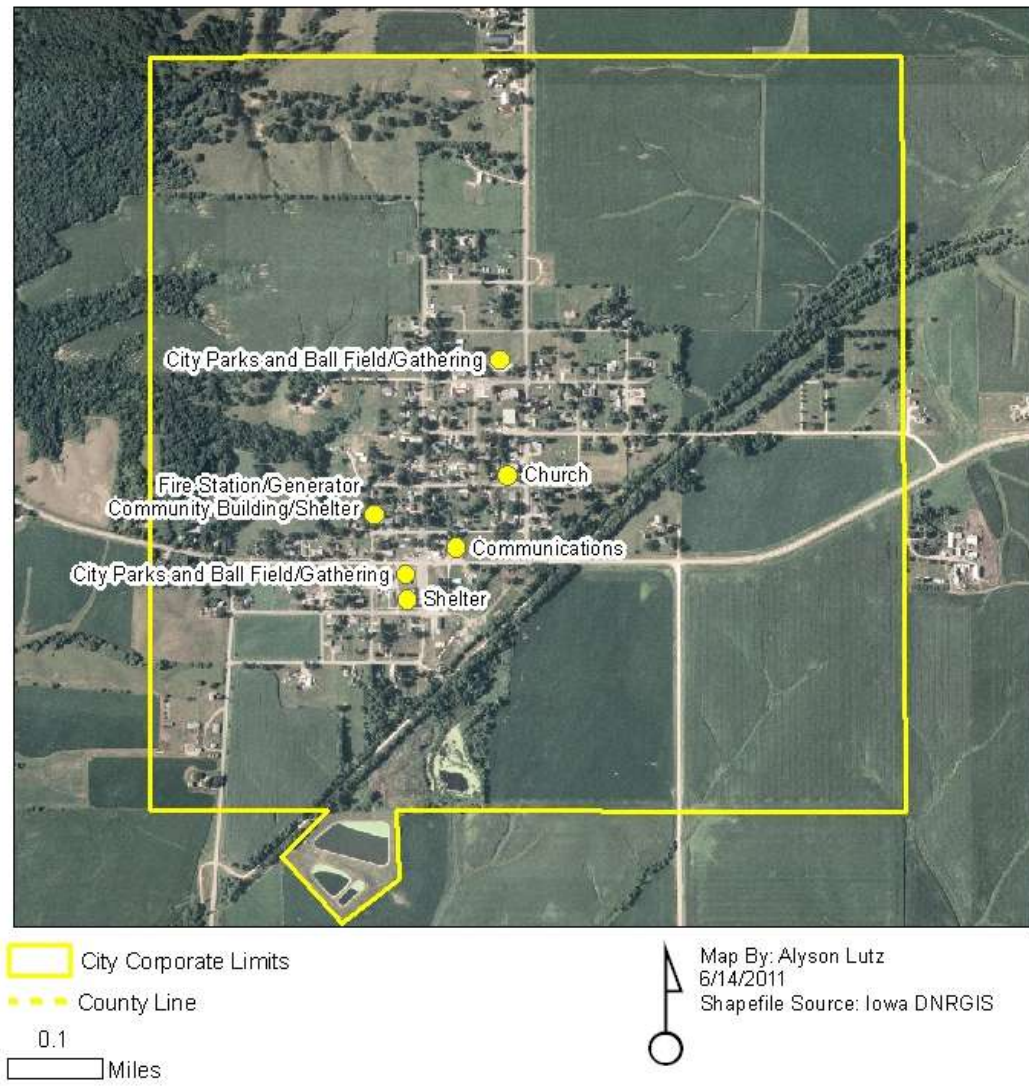 City Parks and Ball Field/Gathering
Church
Fire Station/Generator
Community Building/Shelter
Communications
City Parks and Ball Field/Gathering
Shelter
City Corporate Limits
County Line
0.1
Miles
Map By: Alyson Lutz
6/14/2011
Shapefile Source: Iowa DNRGIS